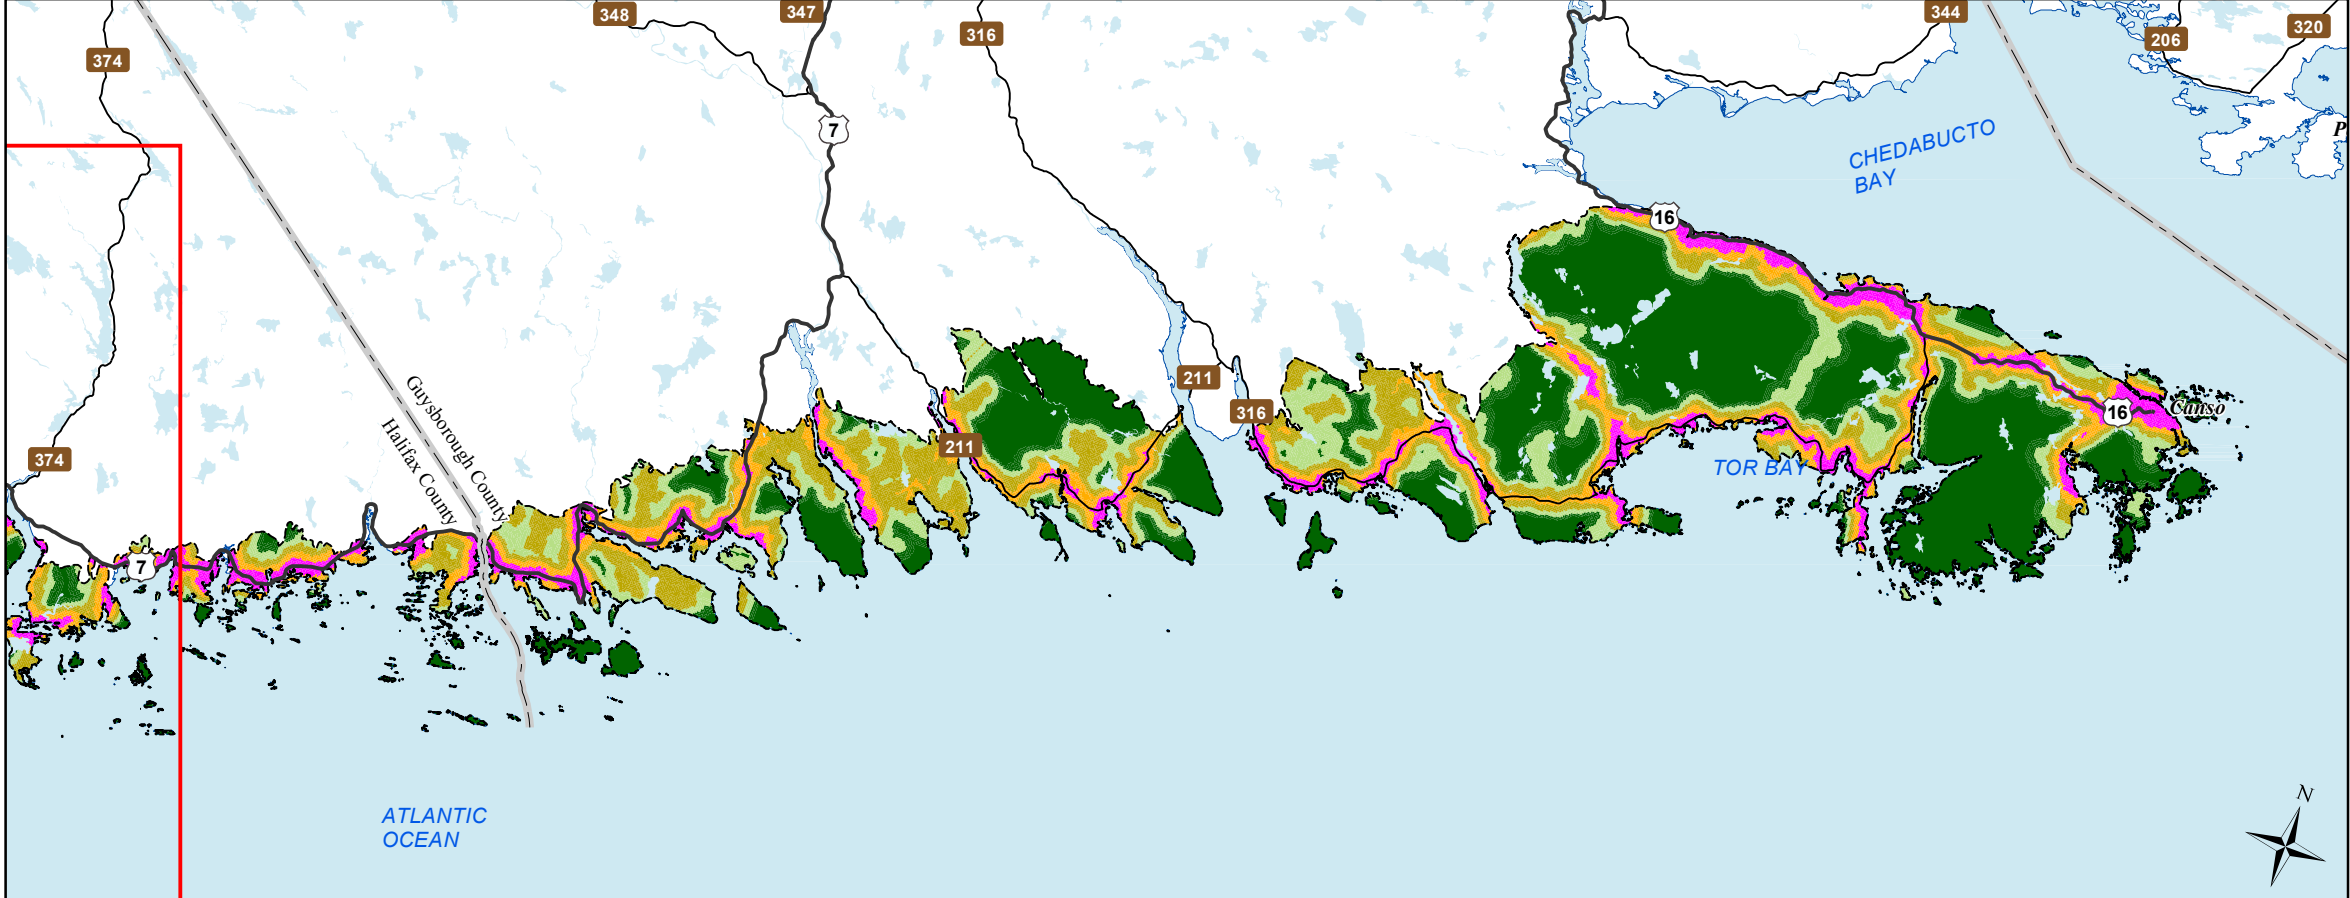 348
347
316
344
206
320
374
7
P
CHEDABUCTO
BAY
16
211
Guysborough County
Halifax County
316
16
Canso
211
374
TOR BAY
7
N
ATLANTIC
OCEAN